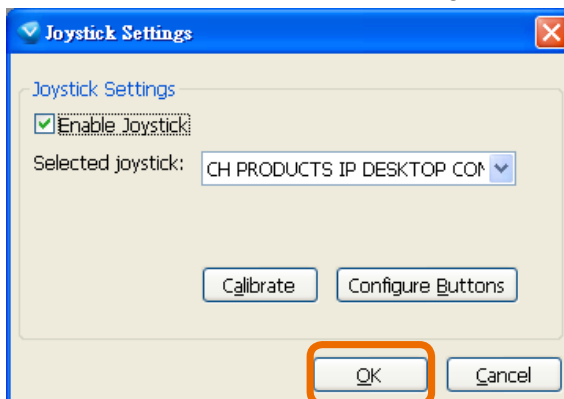 Joystick Settings
Joystick Settings
Enable Joystick
Selected joystick: CH PRODUCTS IP DESKTOP CON
Calibrate Configure Buttons
OK Cancel